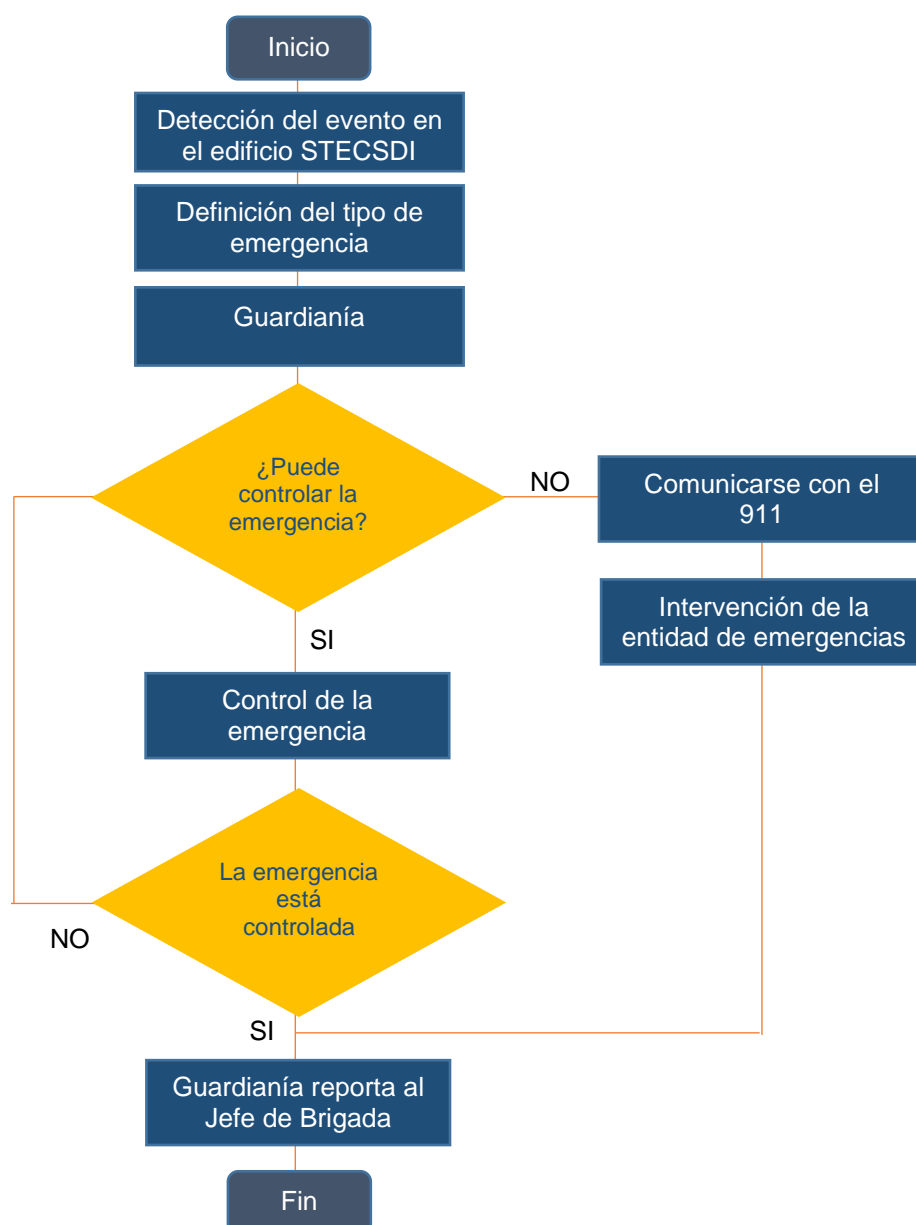 Inicio
Detección del evento en
el edificio STECSDI
Definición del tipo de
emergencia
Guardianía
¿Puede
controlar la
emergencia?
NO
Comunicarse con el
911
Intervención de la
entidad de emergencias
SI
Control de la
emergencia
La emergencia
está
controlada
NO
SI
Guardianía reporta al
Jefe de Brigada
Fin